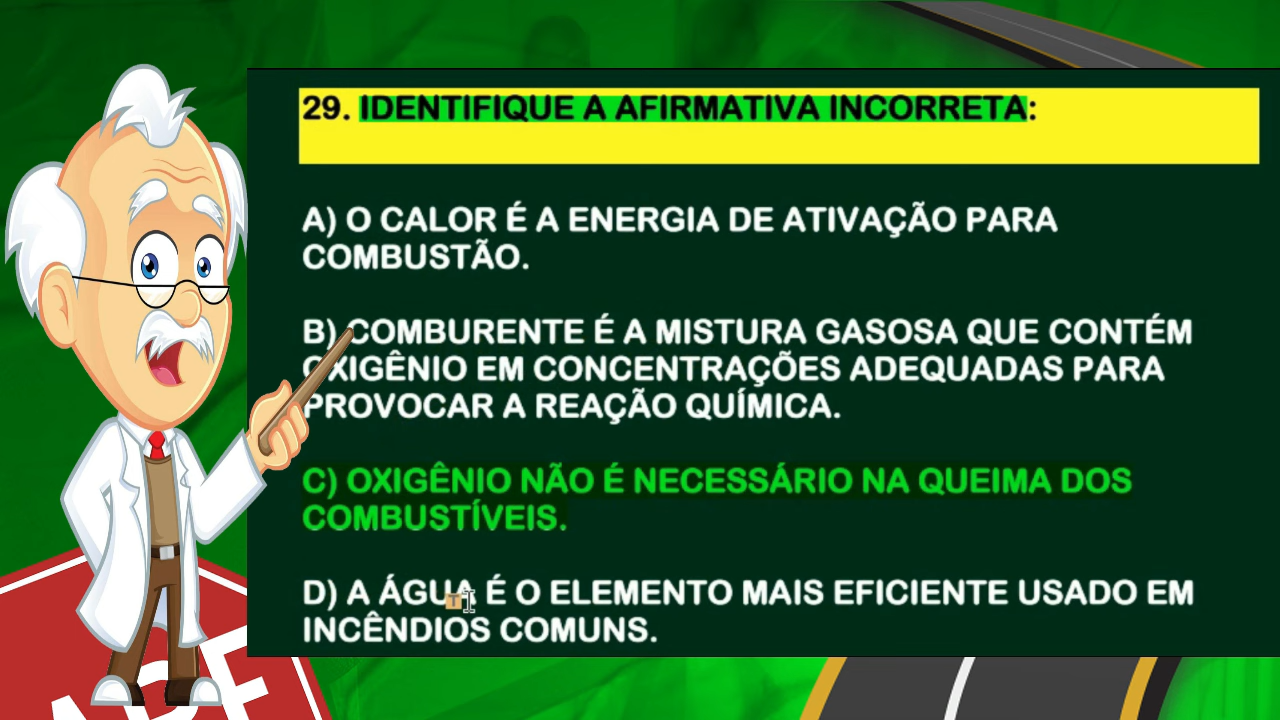 29. IDENTIFIQUE A AFIRMATIVA INCORRETA:
A) O CALOR É A ENERGIA DE ATIVAÇÃO PARA
COMBUSTÃO.
B) COMBURENTE É A MISTURA GASOSA QUE CONTÉM
OXIGÊNIO EM CONCENTRAÇÕES ADEQUADAS PARA
PROVOCAR A REAÇÃO QUÍMICA.
C) OXIGÊNIO NÃO É NECESSÁRIO NA QUEIMA DOS
COMBUSTÍVEIS.
D) A ÁGUA É O ELEMENTO MAIS EFICIENTE USADO EM
INCÊNDIOS COMUNS.